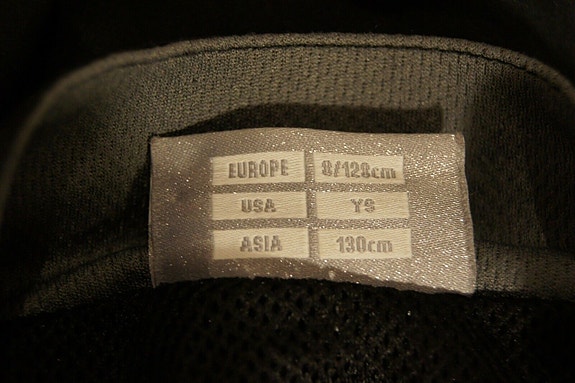 EUROPE 8/128cm
USA YS
ASIA 130cm